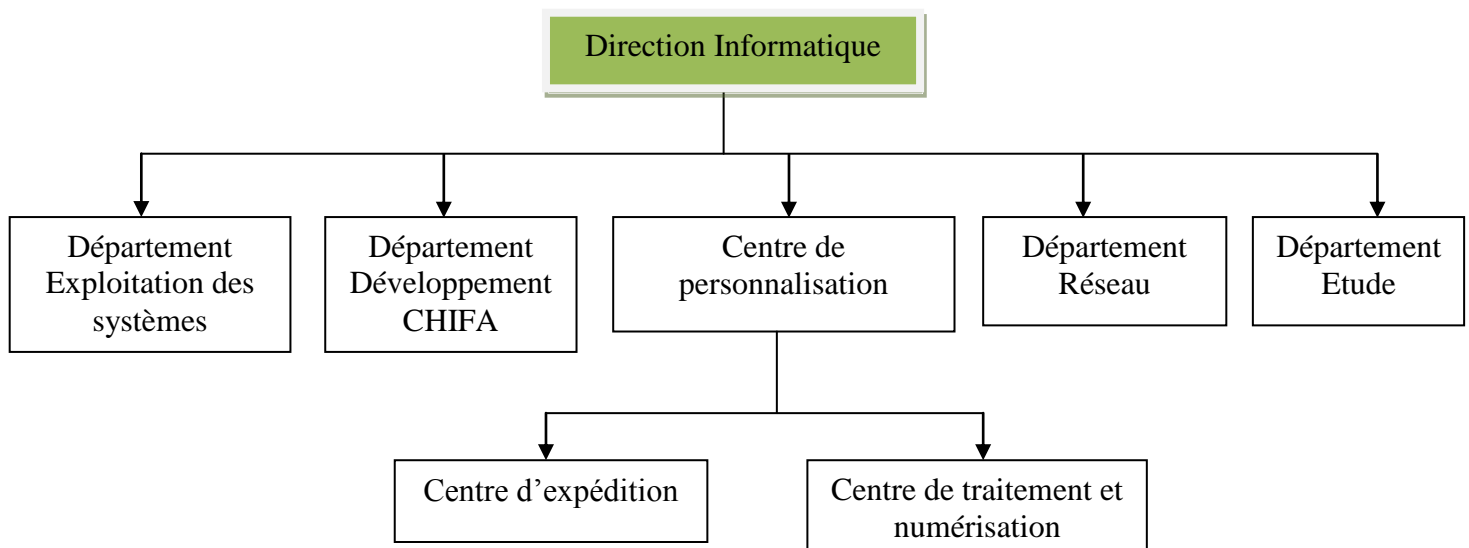 Direction Informatique
Département
Exploitation des
systèmes
Département
Développement
CHIFA
Centre de
personnalisation
Département
Réseau
Département
Etude
Centre d’expédition
Centre de traitement et
numérisation